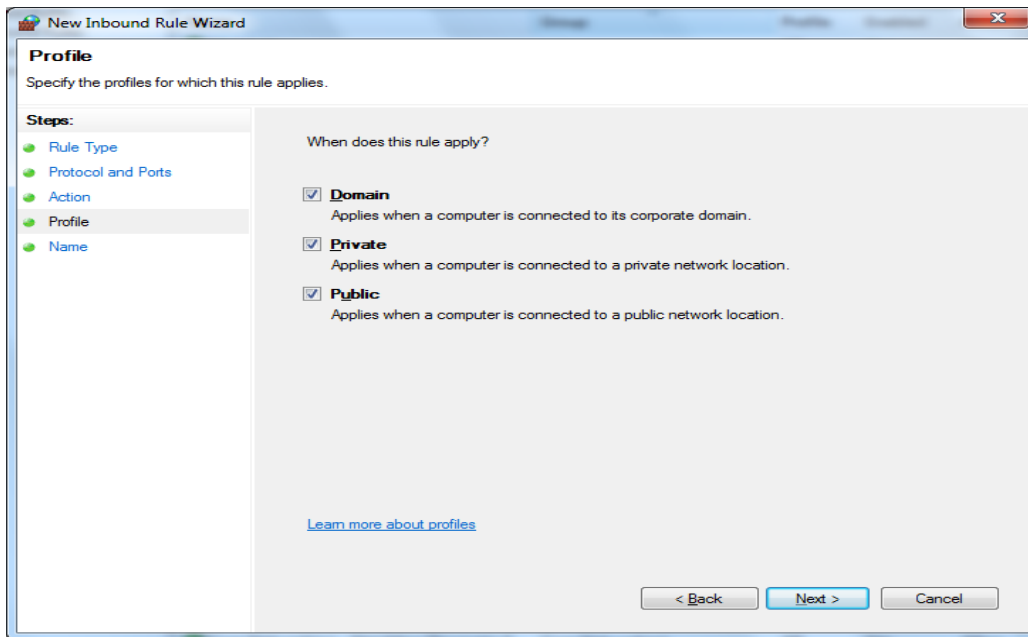 New Inbound Rule Wizard
Profile
Specify the profiles for which this rule applies.
Steps:
Rule Type
Protocol and Ports
Action
Profile
Name
When does this rule apply?
Domain
Applies when a computer is connected to its corporate domain.
Private
Applies when a computer is connected to a private network location.
Public
Applies when a computer is connected to a public network location.
Learn more about profiles
< Back Next > Cancel